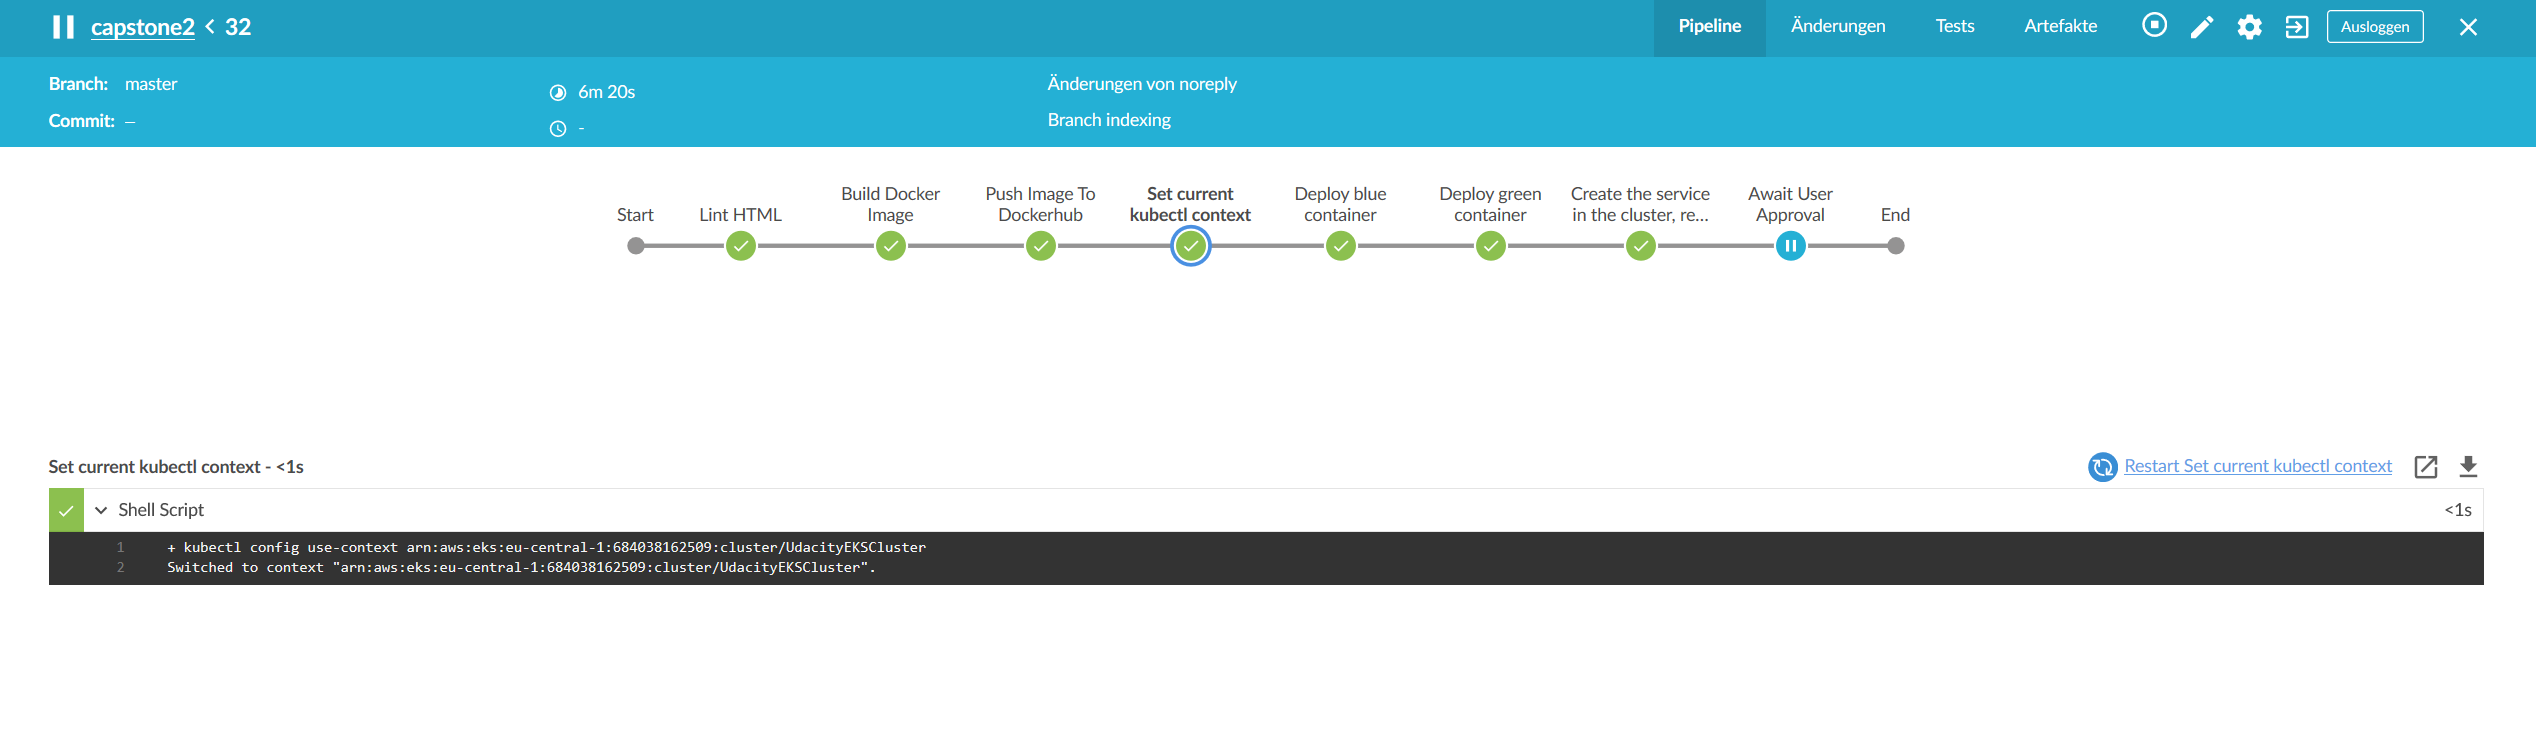 capstone2 < 32
Pipeline Änderungen Tests Artefakte Ausloggen
Branch: master
Commit: –
6m 20s
-
Änderungen von noreply
Branch indexing
Start
Lint HTML
Build Docker
Image
Push Image To
Dockerhub
Set current
kubectl context
Deploy blue
container
Deploy green
container
Create the service
in the cluster, re...
Await User
Approval
End
Set current kubectl context - <1s
Restart Set current kubectl context
Shell Script
<1s
1 + kubectl config use-context arn:aws:eks:eu-central-1:684038162509:cluster/UdacityEKSCluster
2 Switched to context "arn:aws:eks:eu-central-1:684038162509:cluster/UdacityEKSCluster".